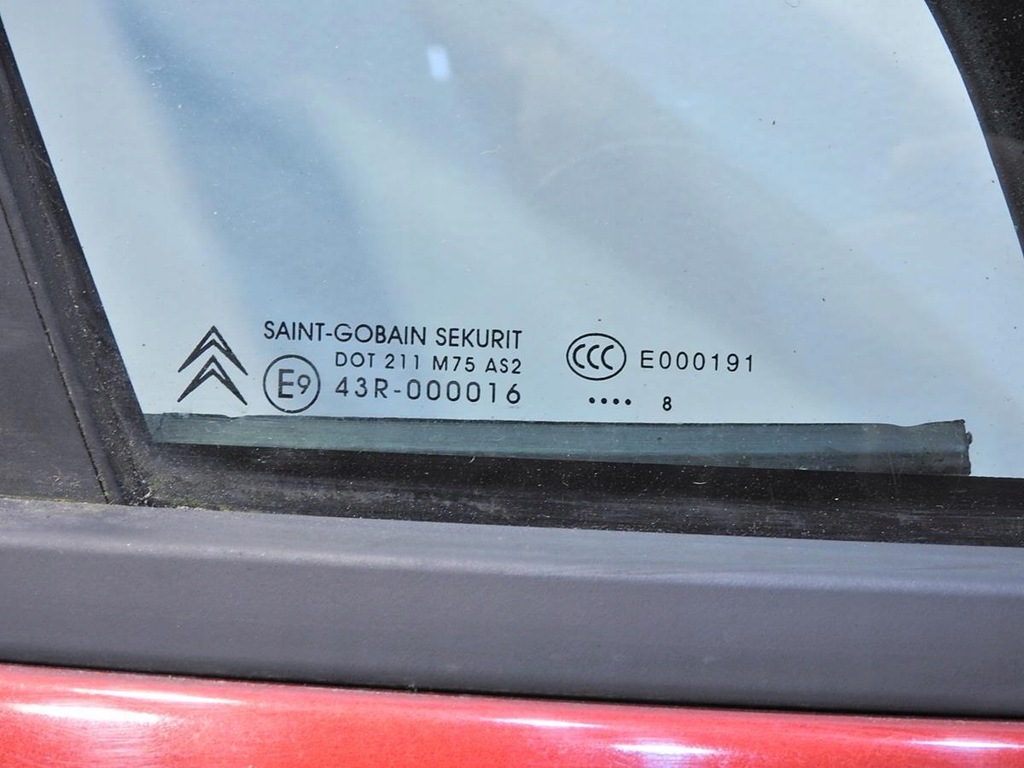 SAINT-GOBAIN SEKURIT
DOT 211 M75 AS2
E9 43R-000016
CCC E000191
.... 8